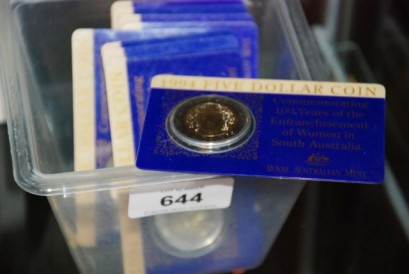 1994 FIVE DOLLAR COIN
Commemorating
100 Years of the
Enfranchisement
of Women in
South Australia,
ROYAL AUSTRALIAN MINT
644